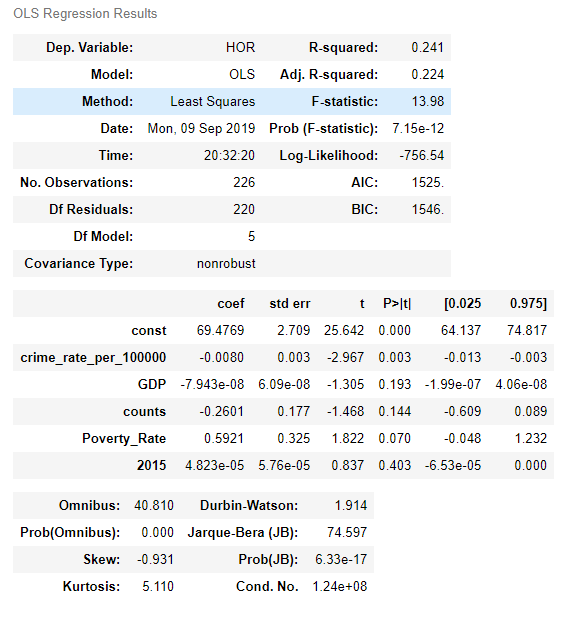 OLS Regression Results
Dep. Variable: HOR R-squared: 0.241
Model: OLS Adj. R-squared: 0.224
Method: Least Squares F-statistic: 13.98
Date: Mon, 09 Sep 2019 Prob (F-statistic): 7.15e-12
Time: 20:32:20 Log-Likelihood: -756.54
No. Observations: 226 AIC: 1525.
Df Residuals: 220 BIC: 1546.
Df Model: 5
Covariance Type: nonrobust
coef std err t P>|t| [0.025 0.975]
const 69.4769 2.709 25.642 0.000 64.137 74.817
crime_rate_per_100000 -0.0080 0.003 -2.967 0.003 -0.013 -0.003
GDP -7.943e-08 6.09e-08 -1.305 0.193 -1.99e-07 4.06e-08
counts -0.2601 0.177 -1.468 0.144 -0.609 0.089
Poverty_Rate 0.5921 0.325 1.822 0.070 -0.048 1.232
2015 4.823e-05 5.76e-05 0.837 0.403 -6.53e-05 0.000
Omnibus: 40.810 Durbin-Watson: 1.914
Prob(Omnibus): 0.000 Jarque-Bera (JB): 74.597
Skew: -0.931 Prob(JB): 6.33e-17
Kurtosis: 5.110 Cond. No. 1.24e+08